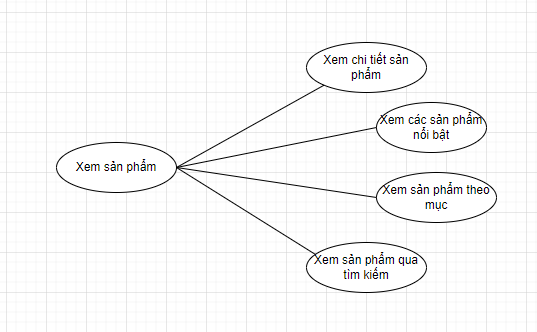 Xem chi tiết sản
phẩm
Xem các sản phẩm
nổi bật
Xem sản phẩm
Xem sản phẩm theo
mục
Xem sản phẩm qua
tìm kiếm